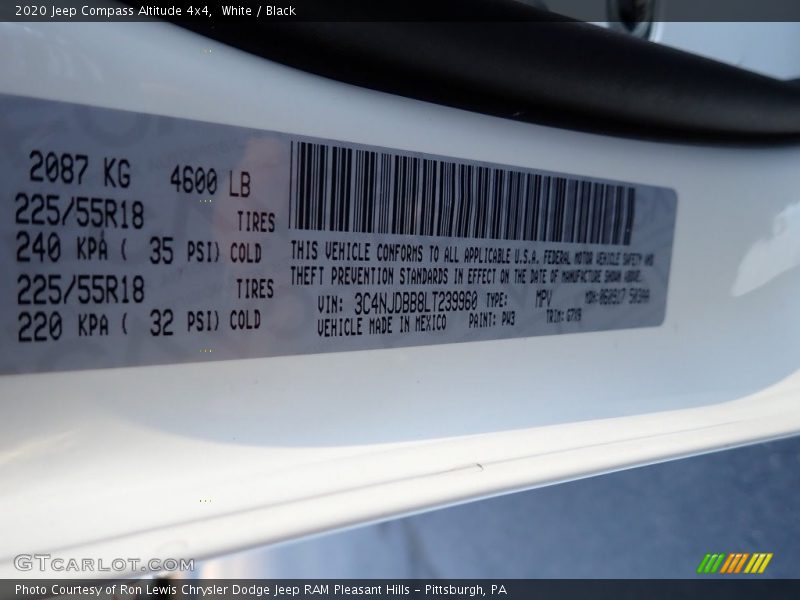 2020 Jeep Compass Altitude 4x4, White / Black
2087 KG 4600 LB
225/55R18 TIRES
240 KPA ( 35 PSI) COLD
225/55R18 TIRES
220 KPA ( 32 PSI) COLD
THIS VEHICLE CONFORMS TO ALL APPLICABLE U.S.A. FEDERAL MOTOR VEHICLE SAFETY AND
THEFT PREVENTION STANDARDS IN EFFECT ON THE DATE OF MANUFACTURE SHOWN ABOVE.
VIN: 3C4NJDBB8LT239960 TYPE: MPV MDH:
VEHICLE MADE IN MEXICO PAINT: PW3 TRIM:
GTCARLOT.COM
Photo Courtesy of Ron Lewis Chrysler Dodge Jeep RAM Pleasant Hills - Pittsburgh, PA